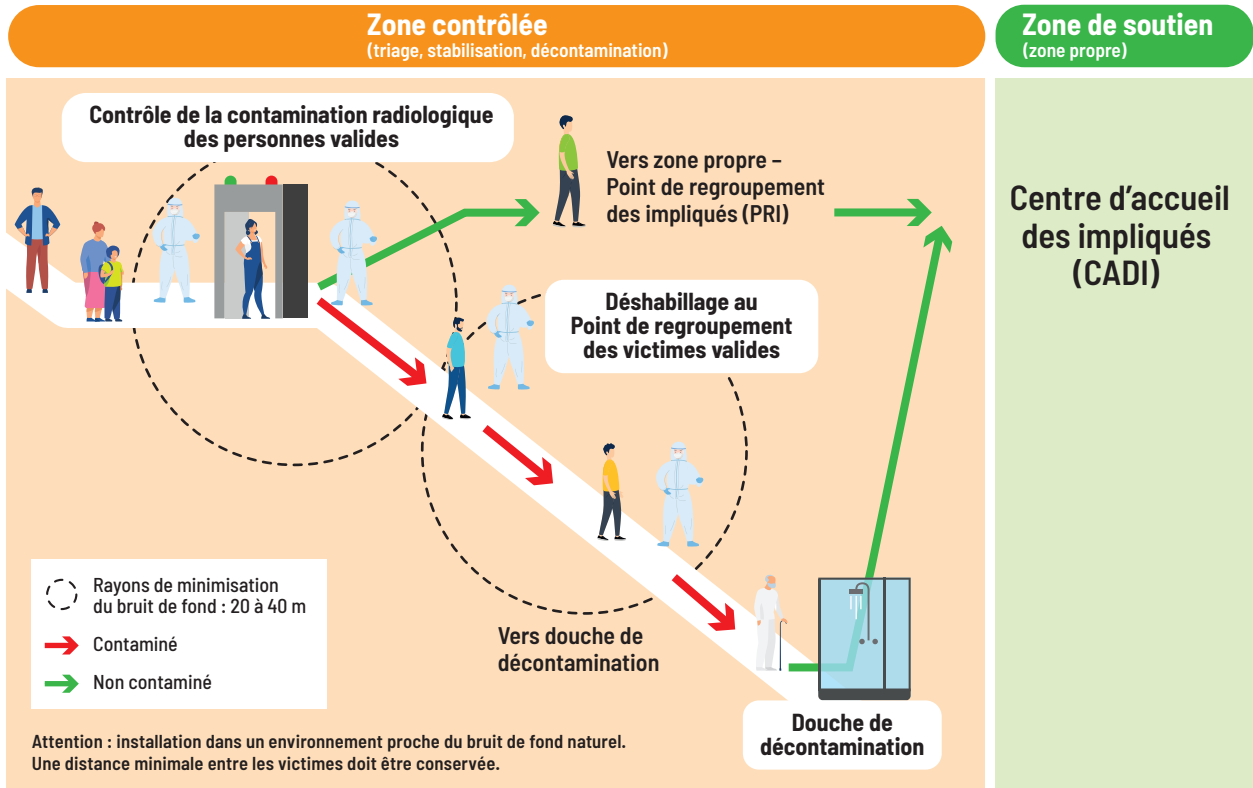 Zone contrôlée
(triage, stabilisation, décontamination)
Zone de soutien
(zone propre)
Contrôle de la contamination radiologique
des personnes valides
Vers zone propre –
Point de regroupement
des impliqués (PRI)
Centre d’accueil
des impliqués
(CADI)
Déshabillage au
Point de regroupement
des victimes valides
Rayons de minimisation
du bruit de fond : 20 à 40 m
Contaminé
Non contaminé
Vers douche de
décontamination
Douche de
décontamination
Attention : installation dans un environnement proche du bruit de fond naturel.
Une distance minimale entre les victimes doit être conservée.